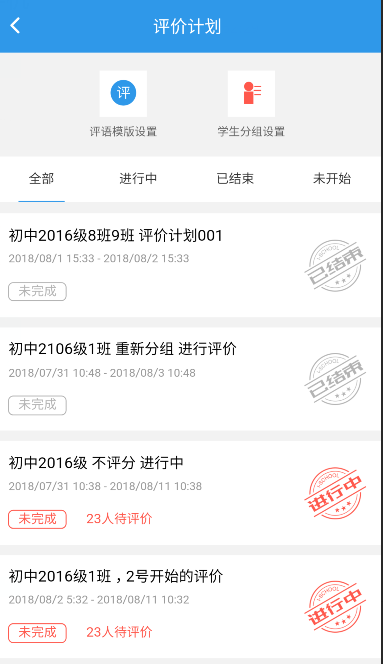 评价计划
评
评语模版设置
学生分组设置
全部
进行中
已结束
未开始
初中2016级8班9班 评价计划001
2018/08/1 15:33 - 2018/08/2 15:33
未完成
已结束
初中2106级1班 重新分组 进行评价
2018/07/31 10:48 - 2018/08/3 10:48
未完成
已结束
初中2016级 不评分 进行中
2018/07/31 10:38 - 2018/08/11 10:38
未完成
23人待评价
进行中
初中2016级1班，2号开始的评价
2018/08/2 5:32 - 2018/08/11 10:32
未完成
23人待评价
进行中